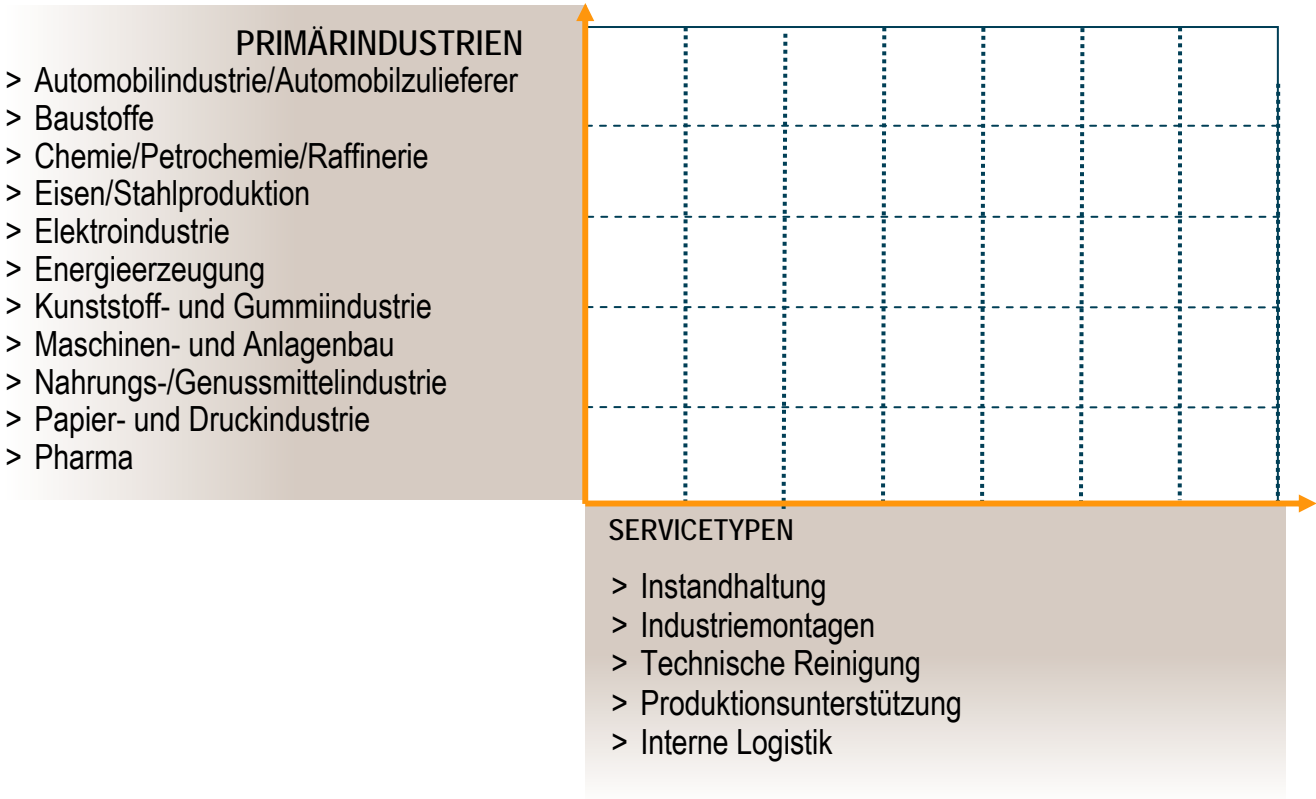 PRIMÄRINDUSTRIEN
> Automobilindustrie/Automobilzulieferer
> Baustoffe
> Chemie/Petrochemie/Raffinerie
> Eisen/Stahlproduktion
> Elektroindustrie
> Energieerzeugung
> Kunststoff- und Gummiindustrie
> Maschinen- und Anlagenbau
> Nahrungs-/Genussmittelindustrie
> Papier- und Druckindustrie
> Pharma
SERVICETYPEN
> Instandhaltung
> Industriemontagen
> Technische Reinigung
> Produktionsunterstützung
> Interne Logistik